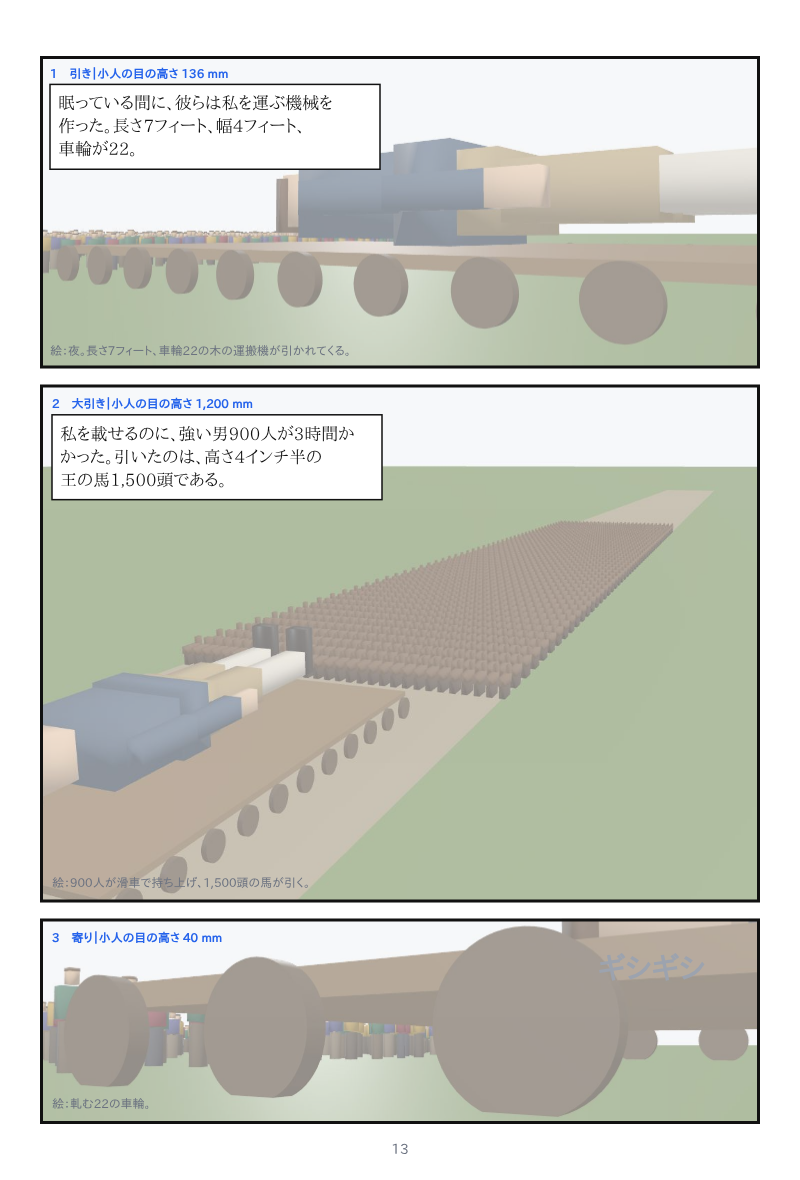 1 引き|小人の目の高さ 136 mm
眠っている間に、彼らは私を運ぶ機械を
作った。長さ7フィート、幅4フィート、
車輪が22。
絵：夜。長さ7フィート、車輪22の木の運搬機が引かれてくる。
2 大引き|小人の目の高さ 1,200 mm
私を載せるのに、強い男900人が3時間か
かった。引いたのは、高さ4インチ半の
王の馬1,500頭である。
絵：900人が滑車で持ち上げ、1,500頭の馬が引く。
3 寄り|小人の目の高さ 40 mm
ギシギシ
絵：軋む22の車輪。
13